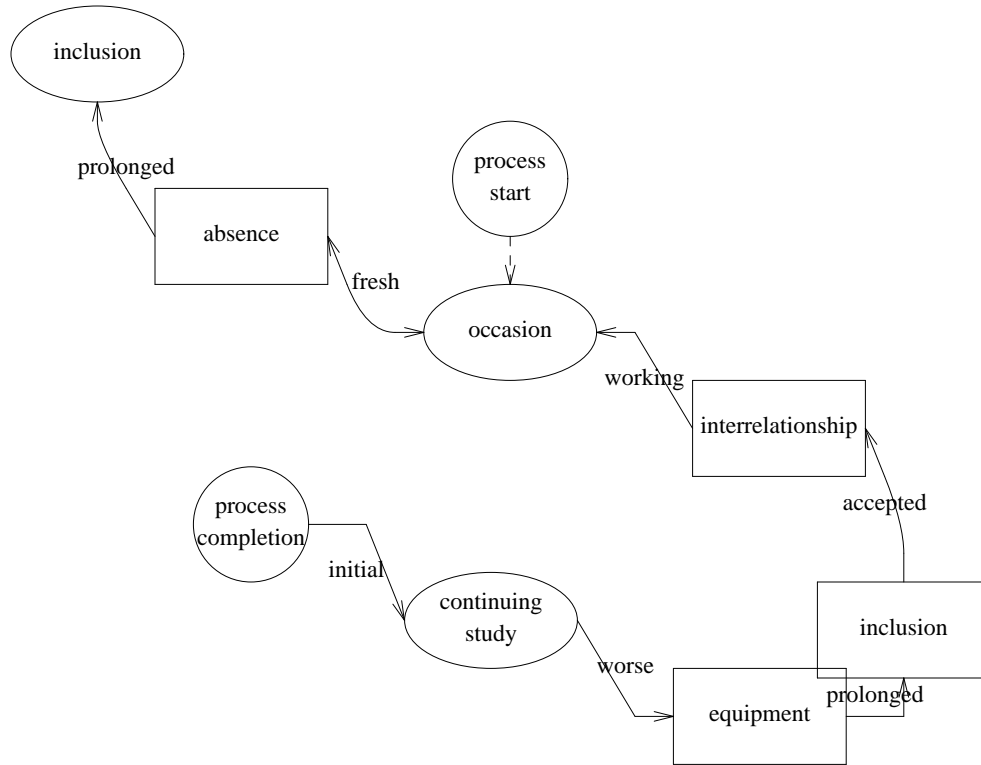 inclusion
prolonged
process
start
absence
fresh
occasion
working
interrelationship
process
completion
accepted
initial
continuing
study
inclusion
worse
prolonged
equipment